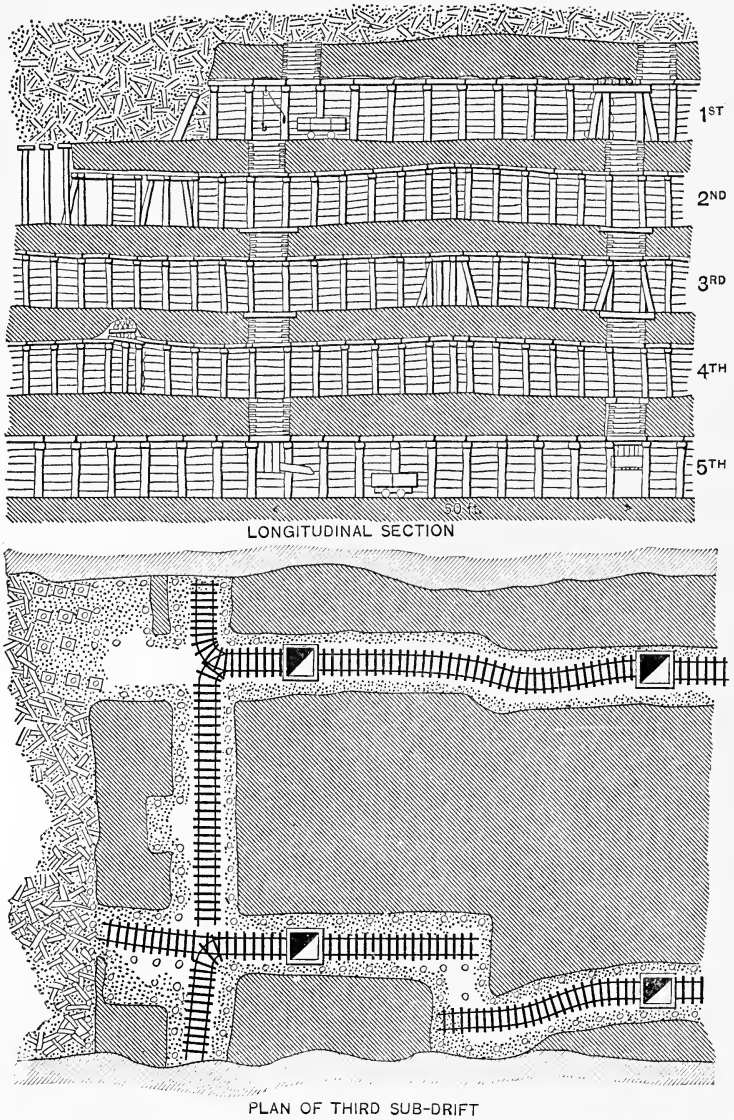 1ST
2ND
3RD
4TH
5TH
50 ft.
LONGITUDINAL SECTION
PLAN OF THIRD SUB-DRIFT